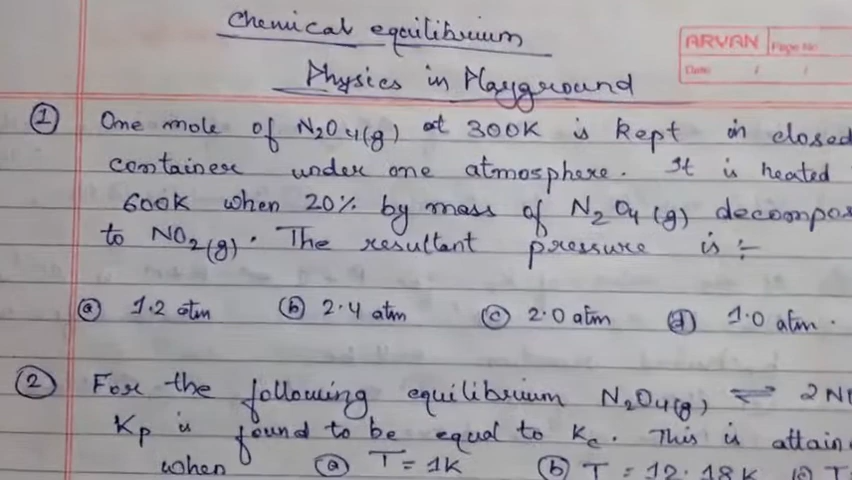 Chemical equilibrium
ARVAN Page No
Date / /
Physics in Playground
① One mole of N₂O₄(g) at 300K is kept in closed
container under one atmosphere. It is heated
600K when 20% by mass of N₂O₄(g) decompos
to NO₂(g). The resultant pressure is :-
ⓐ 1.2 atm ⓑ 2.4 atm ⓒ 2.0 atm ⓓ 1.0 atm.
② For the following equilibrium N₂O₄(g) ⇌ 2N
Kp is found to be equal to Kc. This is attain
when ⓐ T = 1K ⓑ T = 12.18K ⓒ T